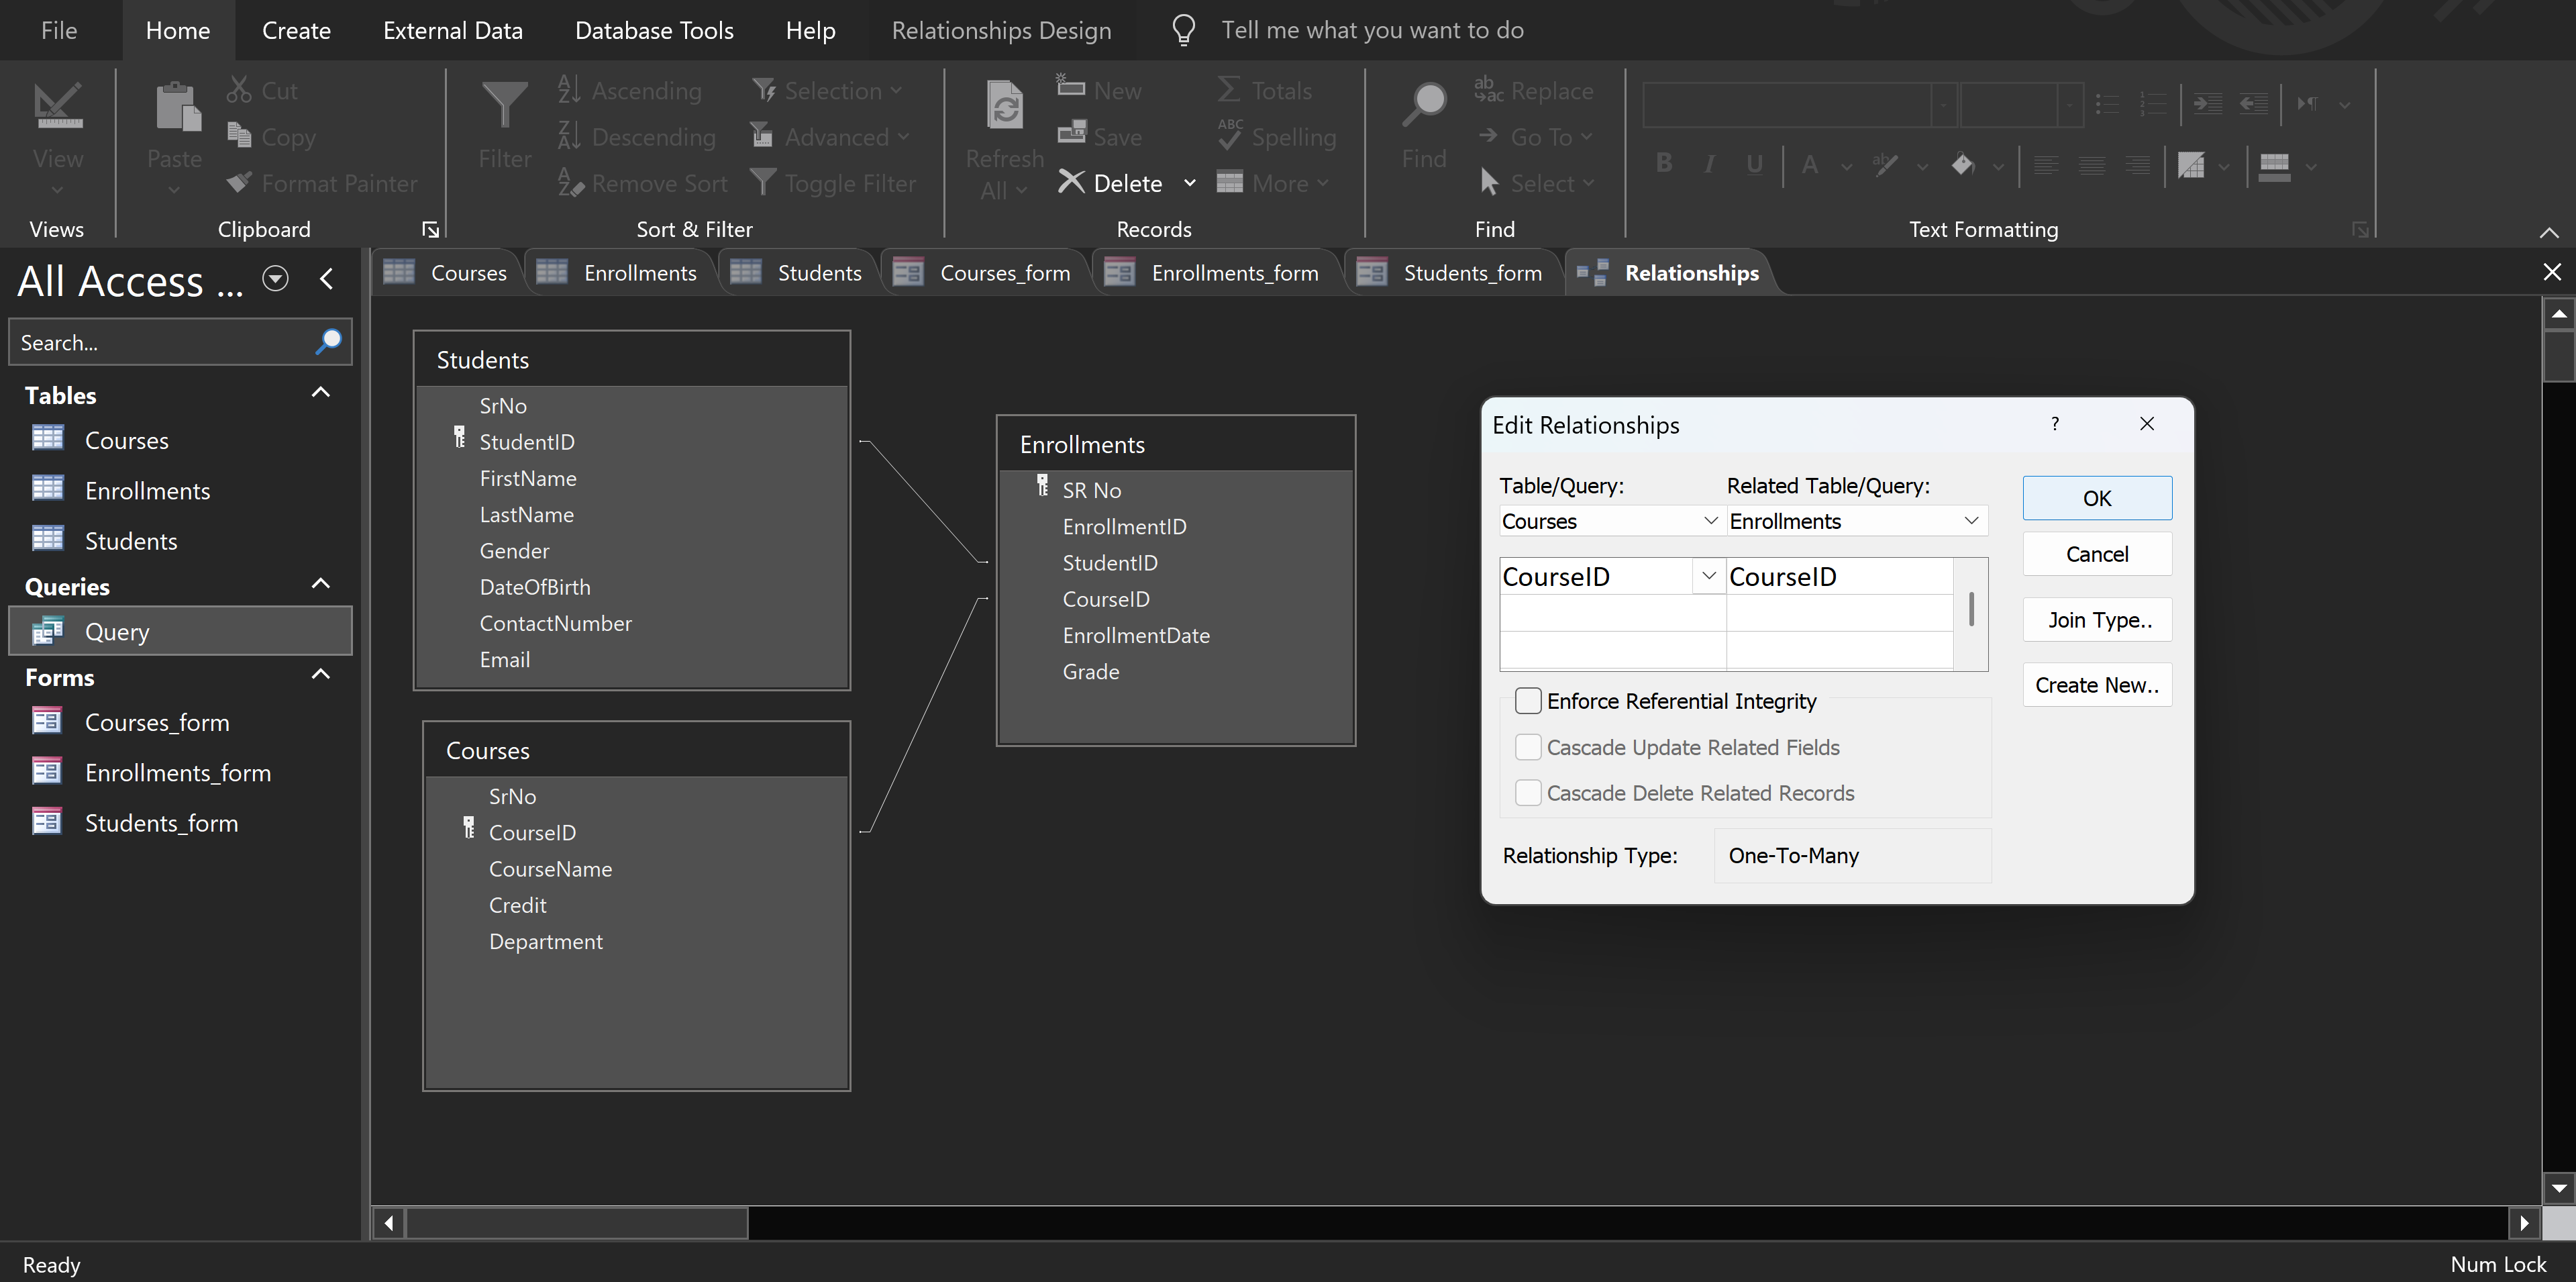 File Home Create External Data Database Tools Help Relationships Design Tell me what you want to do
View
Views
Paste
Cut
Copy
Format Painter
Clipboard
Filter
Ascending
Descending
Remove Sort
Selection
Advanced
Toggle Filter
Sort & Filter
Refresh
All
New
Save
Delete
Totals
Spelling
More
Records
Find
Replace
Go To
Select
Find
B I U A
Text Formatting
All Access ...
Search...
Tables
Courses
Enrollments
Students
Queries
Query
Forms
Courses_form
Enrollments_form
Students_form
Courses Enrollments Students Courses_form Enrollments_form Students_form Relationships
Students
SrNo
StudentID
FirstName
LastName
Gender
DateOfBirth
ContactNumber
Email
Courses
SrNo
CourseID
CourseName
Credit
Department
Enrollments
SR No
EnrollmentID
StudentID
CourseID
EnrollmentDate
Grade
Edit Relationships ?
Table/Query: Related Table/Query:
Courses Enrollments
CourseID CourseID
Enforce Referential Integrity
Cascade Update Related Fields
Cascade Delete Related Records
Relationship Type: One-To-Many
OK
Cancel
Join Type..
Create New..
Ready Num Lock